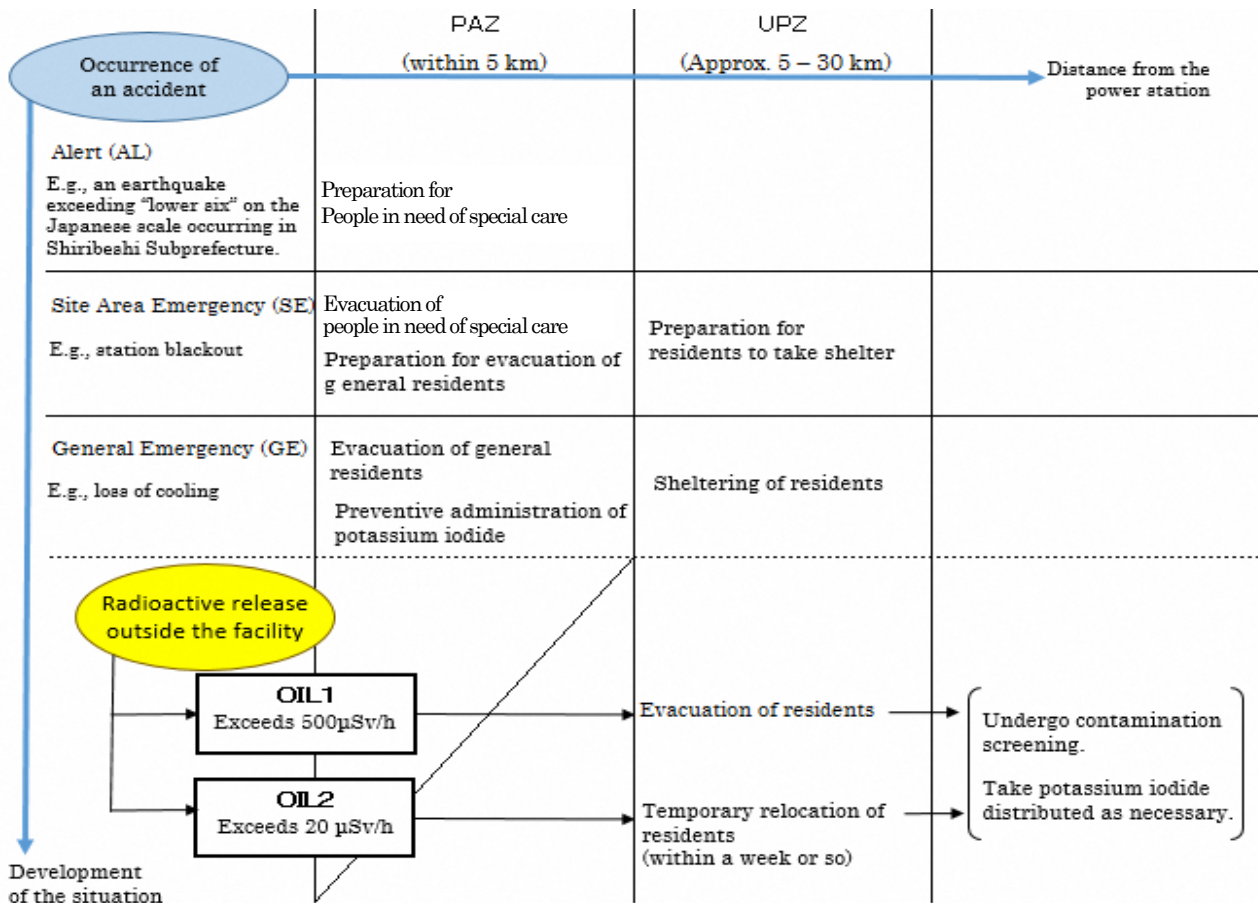 PAZ
(within 5 km)
UPZ
(Approx. 5 – 30 km)
Occurrence of
an accident
Distance from the
power station
Alert (AL)
E.g., an earthquake
exceeding “lower six” on the
Japanese scale occurring in
Shiribeshi Subprefecture.
Preparation for
People in need of special care
Site Area Emergency (SE)
E.g., station blackout
Evacuation of
people in need of special care
Preparation for evacuation of
g eneral residents
Preparation for
residents to take shelter
General Emergency (GE)
E.g., loss of cooling
Evacuation of general
residents
Preventive administration of
potassium iodide
Sheltering of residents
Radioactive release
outside the facility
OIL1
Exceeds 500μSv/h
Evacuation of residents
OIL2
Exceeds 20 μSv/h
Temporary relocation of
residents
(within a week or so)
Undergo contamination
screening.
Take potassium iodide
distributed as necessary.
Development
of the situation